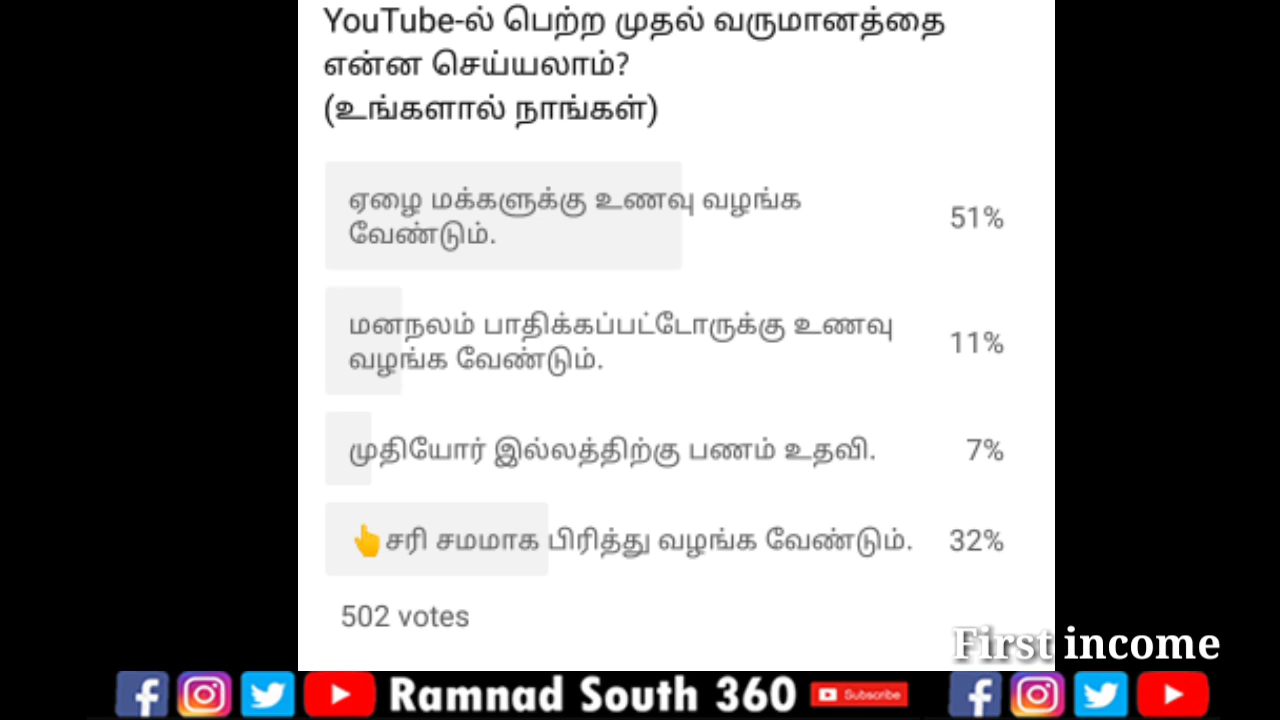 YouTube-ல் பெற்ற முதல் வருமானத்தை
என்ன செய்யலாம்?
(உங்களால் நாங்கள்)
ஏழை மக்களுக்கு உணவு வழங்க
வேண்டும்.
51%
மனநலம் பாதிக்கப்பட்டோருக்கு உணவு
வழங்க வேண்டும்.
11%
முதியோர் இல்லத்திற்கு பணம் உதவி.
7%
👆சரி சமமாக பிரித்து வழங்க வேண்டும்.
32%
502 votes
First income
Ramnad South 360
Subscribe